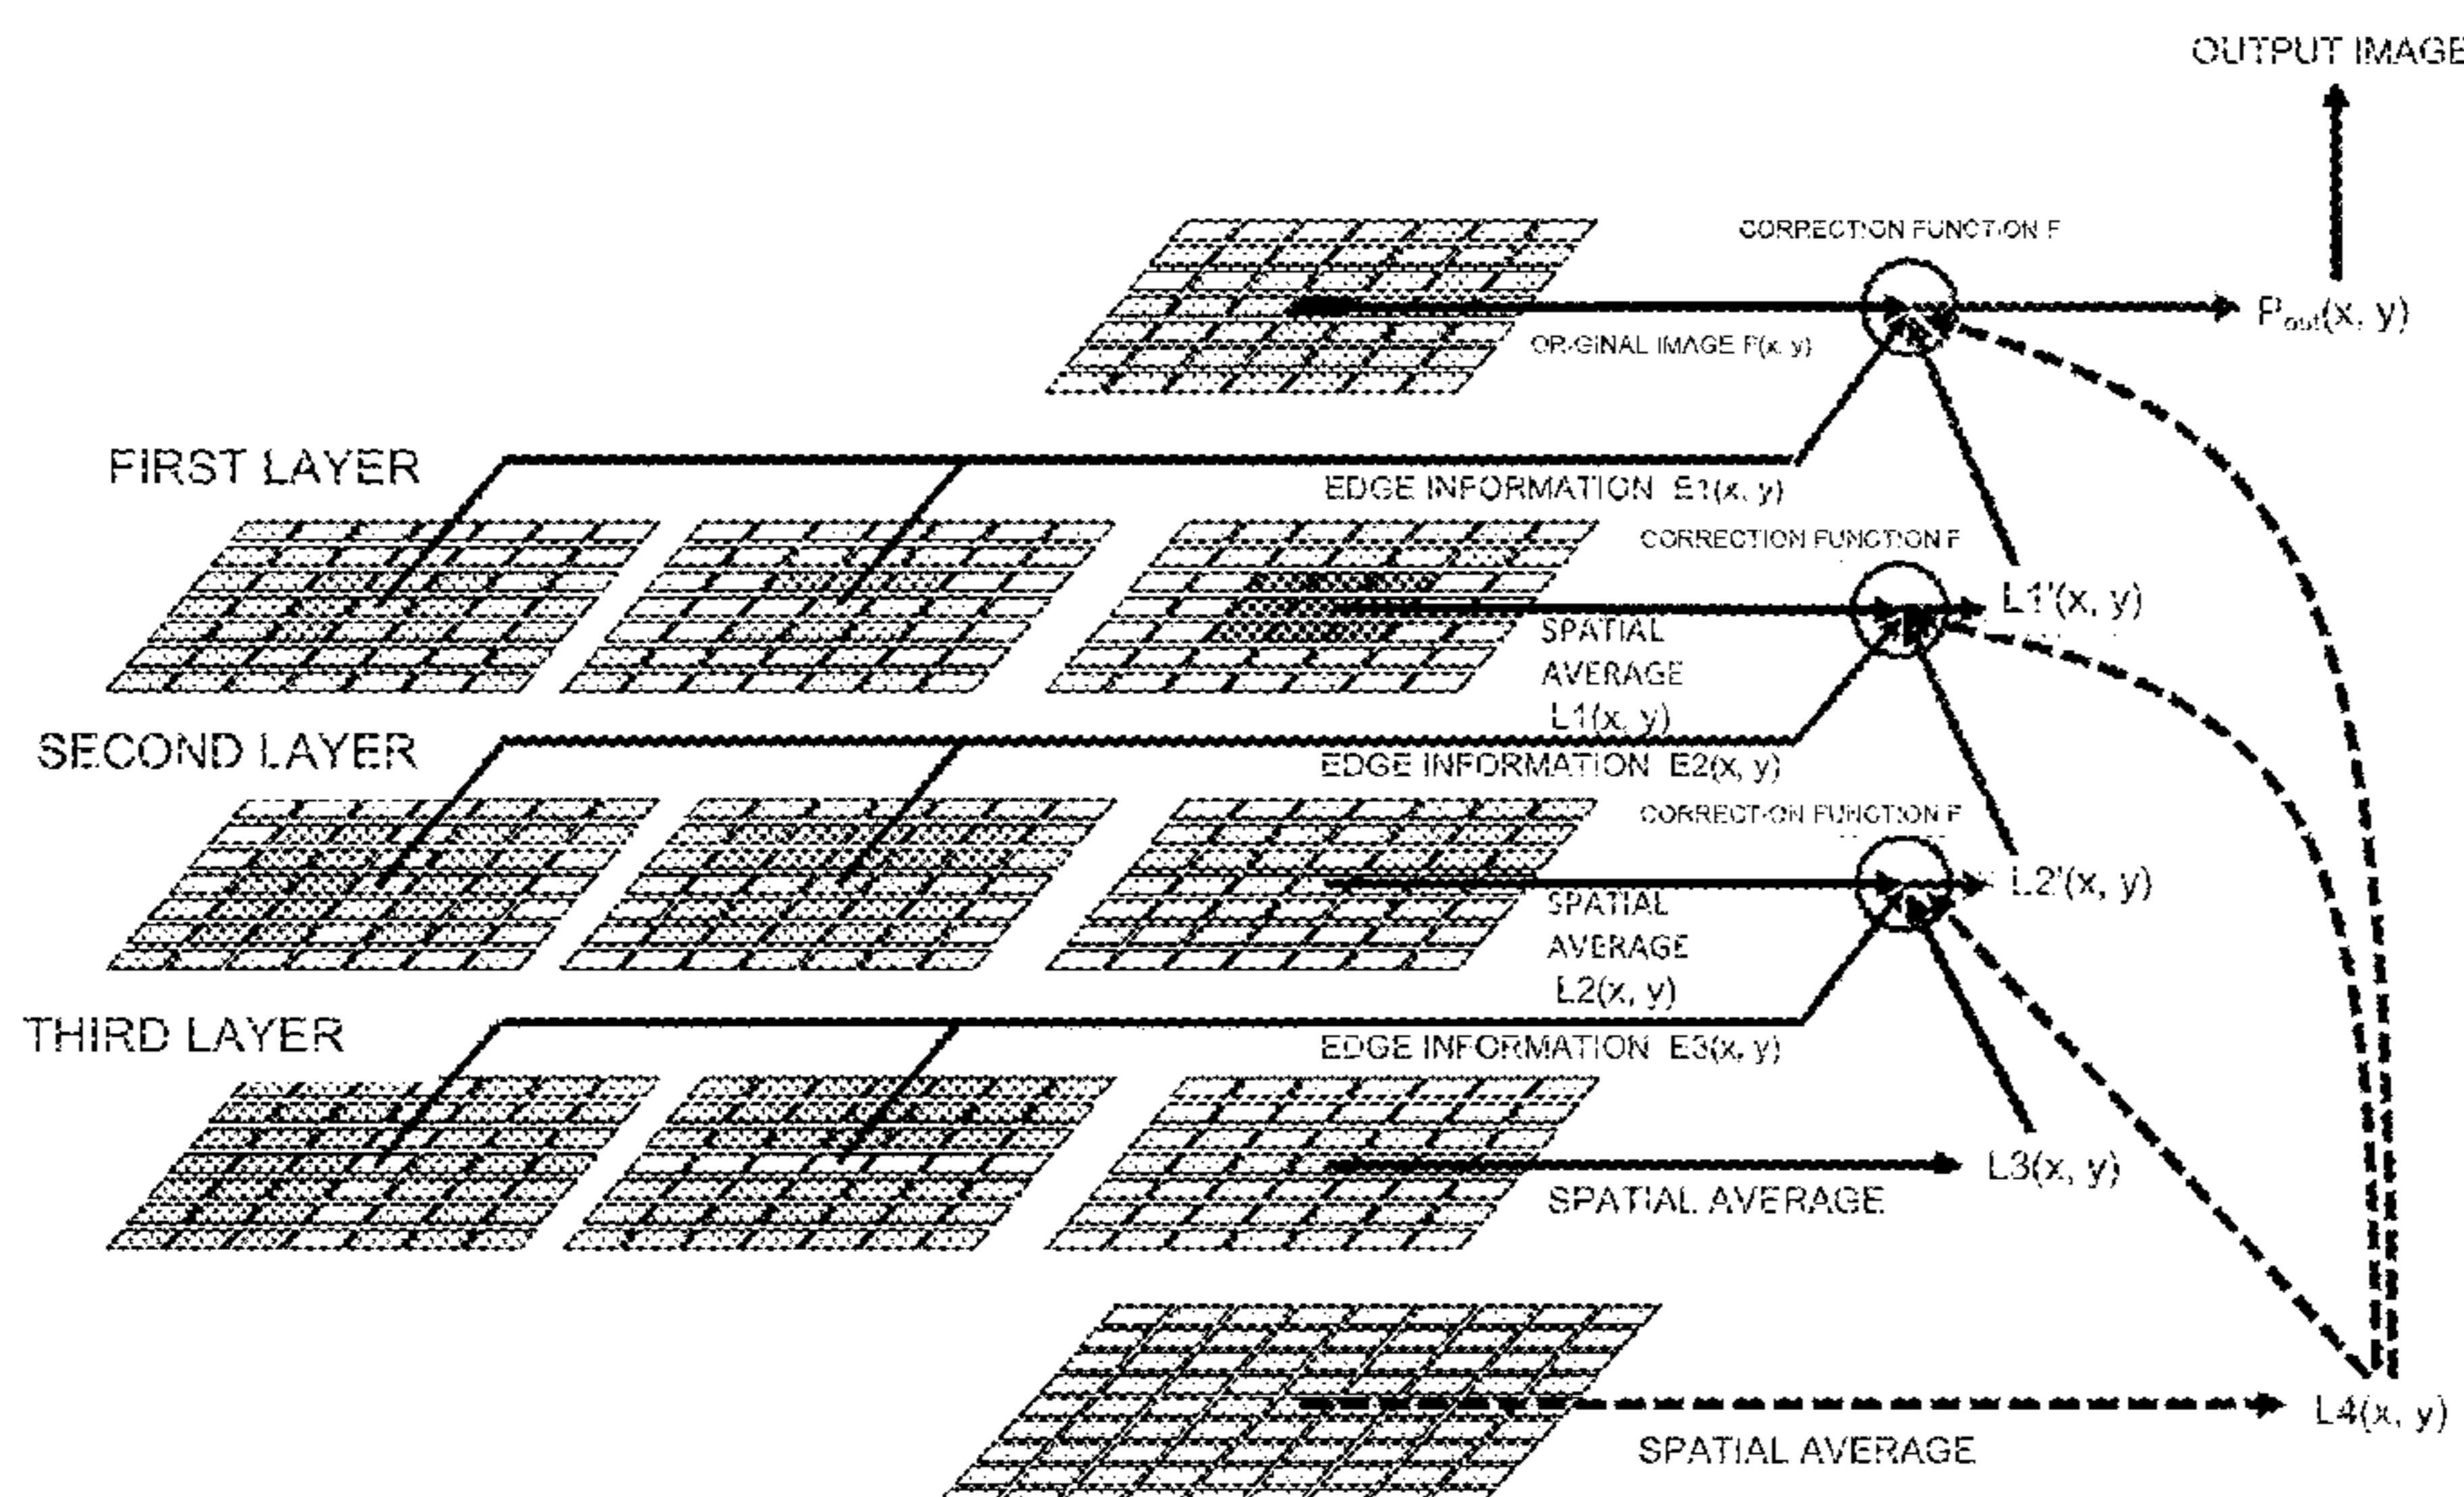 OUTPUT IMAGE
CORRECTION FUNCTION F
Pout(x, y)
ORIGINAL IMAGE P(x, y)
FIRST LAYER
EDGE INFORMATION E1(x, y)
CORRECTION FUNCTION F
L1'(x, y)
SPATIAL
AVERAGE
L1(x, y)
SECOND LAYER
EDGE INFORMATION E2(x, y)
CORRECTION FUNCTION F
L2'(x, y)
SPATIAL
AVERAGE
L2(x, y)
THIRD LAYER
EDGE INFORMATION E3(x, y)
L3(x, y)
SPATIAL AVERAGE
L4(x, y)
SPATIAL AVERAGE